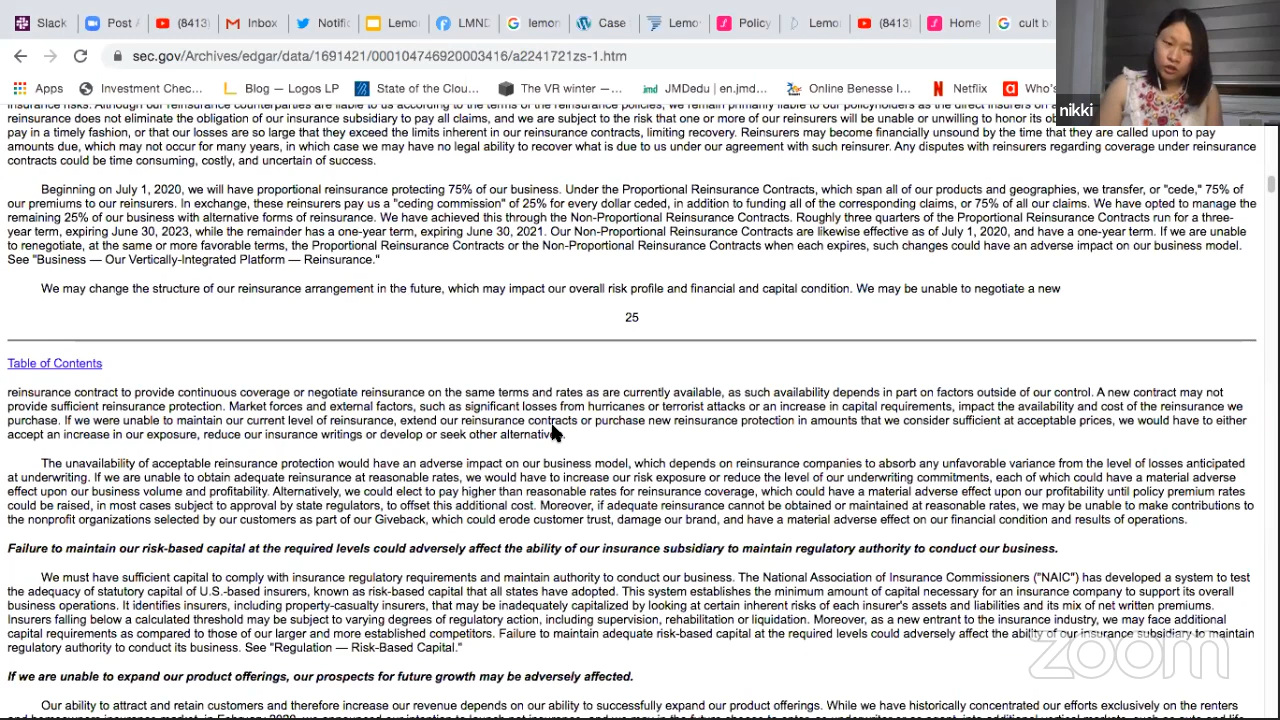 Slack Post / (8413) Inbox Notific Lemo LMND lemon Case Lemo Policy Lemo (8413) Home cult b
sec.gov/Archives/edgar/data/1691421/000104746920003416/a2241721zs-1.htm
Apps Investment Chec... Blog — Logos LP State of the Clou... The VR winter —... jmd JMDedu | en.jmd... Online Benesse I... Netflix Who's
nikki
insurance risks. Although our reinsurance counterparties are liable to us according to the terms of the reinsurance policies, we remain primarily liable to our policyholders as the direct insurers on
reinsurance does not eliminate the obligation of our insurance subsidiary to pay all claims, and we are subject to the risk that one or more of our reinsurers will be unable or unwilling to honor its
pay in a timely fashion, or that our losses are so large that they exceed the limits inherent in our reinsurance contracts, limiting recovery. Reinsurers may become financially unsound by the time that they are called upon to pay
amounts due, which may not occur for many years, in which case we may have no legal ability to recover what is due to us under our agreement with such reinsurer. Any disputes with reinsurers regarding coverage under reinsurance
contracts could be time consuming, costly, and uncertain of success.
Beginning on July 1, 2020, we will have proportional reinsurance protecting 75% of our business. Under the Proportional Reinsurance Contracts, which span all of our products and geographies, we transfer, or "cede," 75% of
our premiums to our reinsurers. In exchange, these reinsurers pay us a "ceding commission" of 25% for every dollar ceded, in addition to funding all of the corresponding claims, or 75% of all our claims. We have opted to manage the
remaining 25% of our business with alternative forms of reinsurance. We have achieved this through the Non-Proportional Reinsurance Contracts. Roughly three quarters of the Proportional Reinsurance Contracts run for a three-
year term, expiring June 30, 2023, while the remainder has a one-year term, expiring June 30, 2021. Our Non-Proportional Reinsurance Contracts are likewise effective as of July 1, 2020, and have a one-year term. If we are unable
to renegotiate, at the same or more favorable terms, the Proportional Reinsurance Contracts or the Non-Proportional Reinsurance Contracts when each expires, such changes could have an adverse impact on our business model.
See "Business — Our Vertically-Integrated Platform — Reinsurance."
We may change the structure of our reinsurance arrangement in the future, which may impact our overall risk profile and financial and capital condition. We may be unable to negotiate a new
25
Table of Contents
reinsurance contract to provide continuous coverage or negotiate reinsurance on the same terms and rates as are currently available, as such availability depends in part on factors outside of our control. A new contract may not
provide sufficient reinsurance protection. Market forces and external factors, such as significant losses from hurricanes or terrorist attacks or an increase in capital requirements, impact the availability and cost of the reinsurance we
purchase. If we were unable to maintain our current level of reinsurance, extend our reinsurance contracts or purchase new reinsurance protection in amounts that we consider sufficient at acceptable prices, we would have to either
accept an increase in our exposure, reduce our insurance writings or develop or seek other alternatives.
The unavailability of acceptable reinsurance protection would have an adverse impact on our business model, which depends on reinsurance companies to absorb any unfavorable variance from the level of losses anticipated
at underwriting. If we are unable to obtain adequate reinsurance at reasonable rates, we would have to increase our risk exposure or reduce the level of our underwriting commitments, each of which could have a material adverse
effect upon our business volume and profitability. Alternatively, we could elect to pay higher than reasonable rates for reinsurance coverage, which could have a material adverse effect upon our profitability until policy premium rates
could be raised, in most cases subject to approval by state regulators, to offset this additional cost. Moreover, if adequate reinsurance cannot be obtained or maintained at reasonable rates, we may be unable to make contributions to
the nonprofit organizations selected by our customers as part of our Giveback, which could erode customer trust, damage our brand, and have a material adverse effect on our financial condition and results of operations.
Failure to maintain our risk-based capital at the required levels could adversely affect the ability of our insurance subsidiary to maintain regulatory authority to conduct our business.
We must have sufficient capital to comply with insurance regulatory requirements and maintain authority to conduct our business. The National Association of Insurance Commissioners ("NAIC") has developed a system to test
the adequacy of statutory capital of U.S.-based insurers, known as risk-based capital that all states have adopted. This system establishes the minimum amount of capital necessary for an insurance company to support its overall
business operations. It identifies insurers, including property-casualty insurers, that may be inadequately capitalized by looking at certain inherent risks of each insurer's assets and liabilities and its mix of net written premiums.
Insurers falling below a calculated threshold may be subject to varying degrees of regulatory action, including supervision, rehabilitation or liquidation. Moreover, as a new entrant to the insurance industry, we may face additional
capital requirements as compared to those of our larger and more established competitors. Failure to maintain adequate risk-based capital at the required levels could adversely affect the ability of our insurance subsidiary to maintain
regulatory authority to conduct its business. See "Regulation — Risk-Based Capital."
zoom
If we are unable to expand our product offerings, our prospects for future growth may be adversely affected.
Our ability to attract and retain customers and therefore increase our revenue depends on our ability to successfully expand our product offerings. While we have historically concentrated our efforts exclusively on the renters